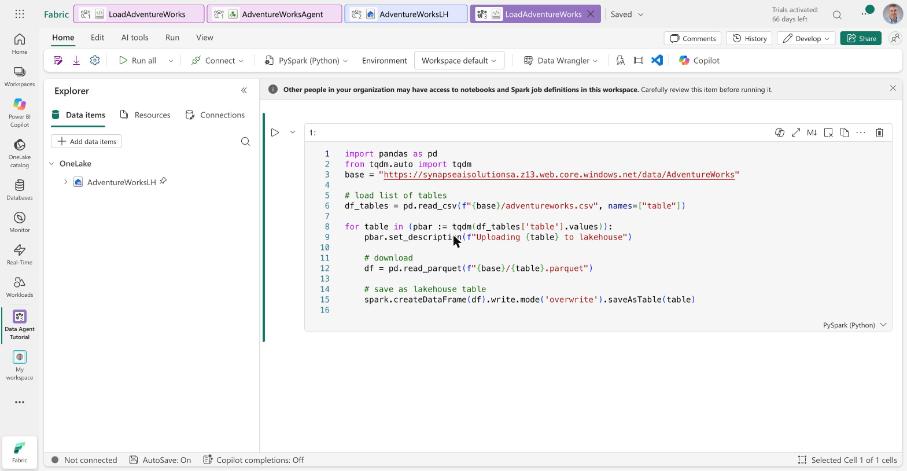 Fabric
LoadAdventureWorks
AdventureWorksAgent
AdventureWorksLH
LoadAdventureWorks
Saved
Trials activated:
66 days left
Home
Edit
AI tools
Run
View
Comments
History
Develop
Share
Run all
Connect
PySpark (Python)
Environment
Workspace default
Data Wrangler
Copilot
Home
Workspaces
Power BI
Copilot
OneLake
catalog
Databases
Monitor
Real-Time
Workloads
Data Agent
Tutorial
My
workspace
Fabric
Explorer
Data items
Resources
Connections
Add data items
OneLake
AdventureWorksLH
Other people in your organization may have access to notebooks and Spark job definitions in this workspace. Carefully review this item before running it.
1:
M↓
1 import pandas as pd
2 from tqdm.auto import tqdm
3 base = "https://synapseaisolutionsa.z13.web.core.windows.net/data/AdventureWorks"
4
5 # load list of tables
6 df_tables = pd.read_csv(f"{base}/adventureworks.csv", names=["table"])
7
8 for table in (pbar := tqdm(df_tables['table'].values)):
9 pbar.set_description(f"Uploading {table} to lakehouse")
10
11 # download
12 df = pd.read_parquet(f"{base}/{table}.parquet")
13
14 # save as lakehouse table
15 spark.createDataFrame(df).write.mode('overwrite').saveAsTable(table)
16
PySpark (Python)
Not connected
AutoSave: On
Copilot completions: Off
Selected Cell 1 of 1 cells